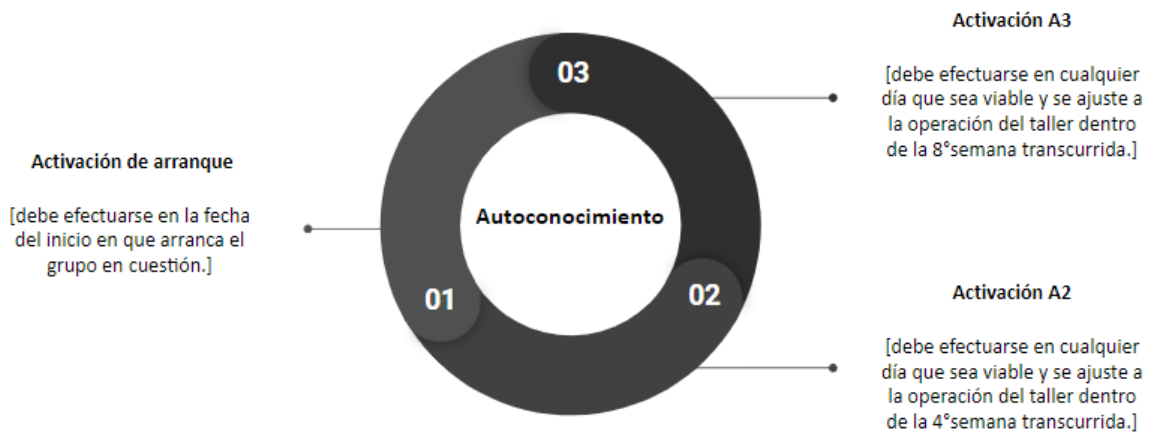 Activación de arranque
[debe efectuarse en la fecha
del inicio en que arranca el
grupo en cuestión.]
01
Autoconocimiento
02
03
Activación A3
[debe efectuarse en cualquier
día que sea viable y se ajuste a
la operación del taller dentro
de la 8°semana transcurrida.]
Activación A2
[debe efectuarse en cualquier
día que sea viable y se ajuste a
la operación del taller dentro
de la 4°semana transcurrida.]